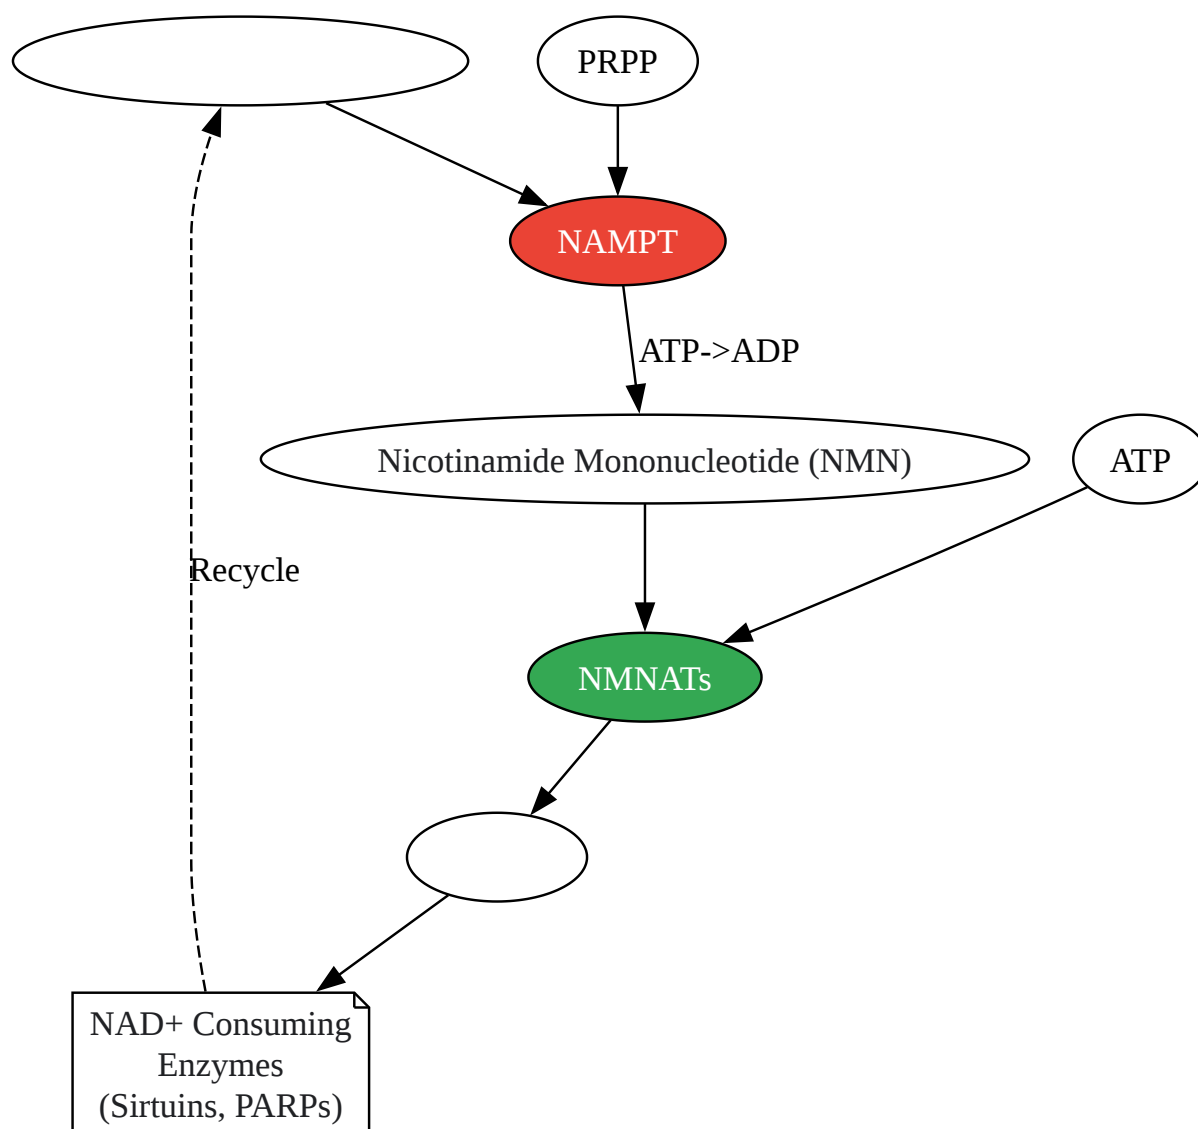 PRPP
NAMPT
ATP->ADP
Nicotinamide Mononucleotide (NMN)
ATP
Recycle
NMNATs
NAD+ Consuming
Enzymes
(Sirtuins, PARPs)